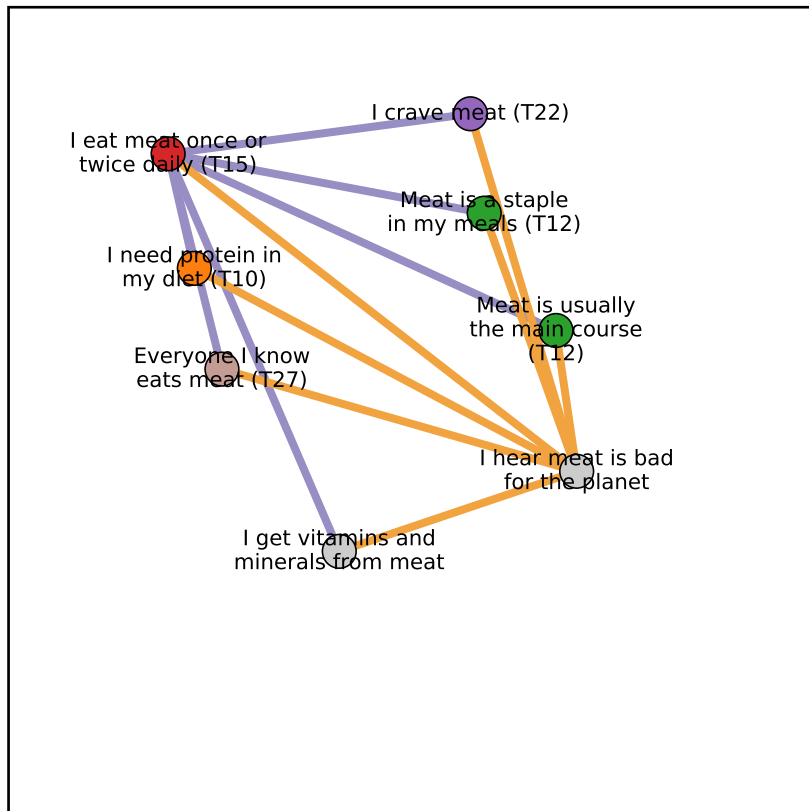 I crave meat (T22)
I eat meat once or
twice daily (T15)
Meat is a staple
in my meals (T12)
I need protein in
my diet (T10)
Meat is usually
the main course
(T12)
Everyone I know
eats meat (T27)
I hear meat is bad
for the planet
I get vitamins and
minerals from meat